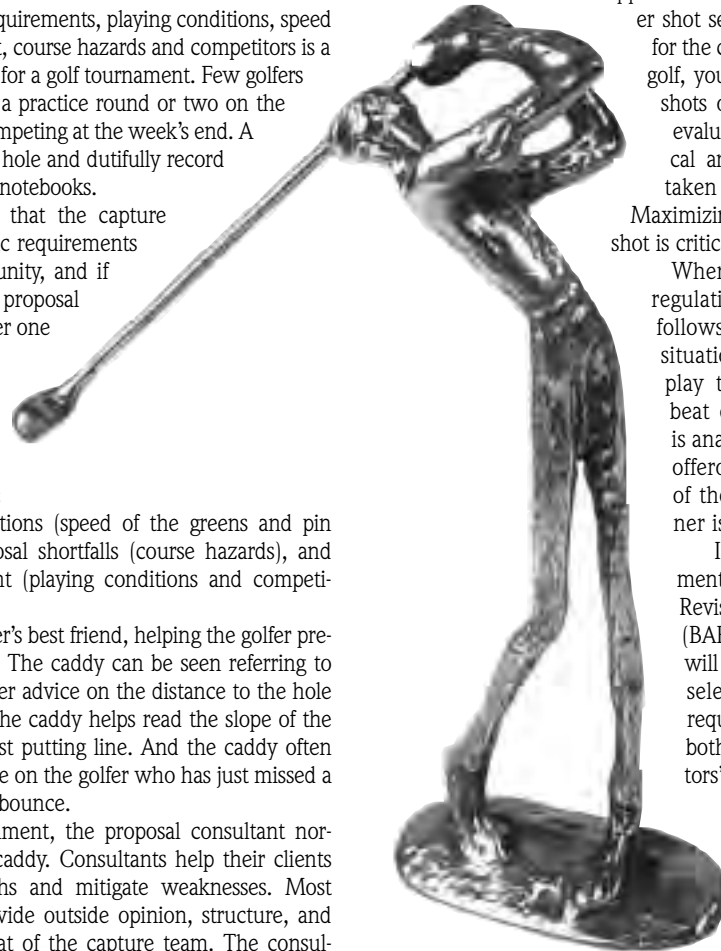 quirements, playing conditions, speed
, course hazards and competitors is a
for a golf tournament. Few golfers
a practice round or two on the
mpeting at the week's end. A
hole and dutifully record
notebooks.
that the capture
c requirements
unity, and if
proposal
er one
tions (speed of the greens and pin
osal shortfalls (course hazards), and
nt (playing conditions and competi-
er's best friend, helping the golfer pre-
The caddy can be seen referring to
er advice on the distance to the hole
he caddy helps read the slope of the
st putting line. And the caddy often
e on the golfer who has just missed a
bounce.
ment, the proposal consultant nor-
caddy. Consultants help their clients
hs and mitigate weaknesses. Most
vide outside opinion, structure, and
at of the capture team. The consul-
er shot se
for the c
golf, you
shots o
evalu
cal an
taken
Maximizin
shot is critic
When
regulati
follows
situatio
play t
beat
is ana
offero
of the
ner is
I
ment
Revis
(BAF
will
sele
requ
both
tors'